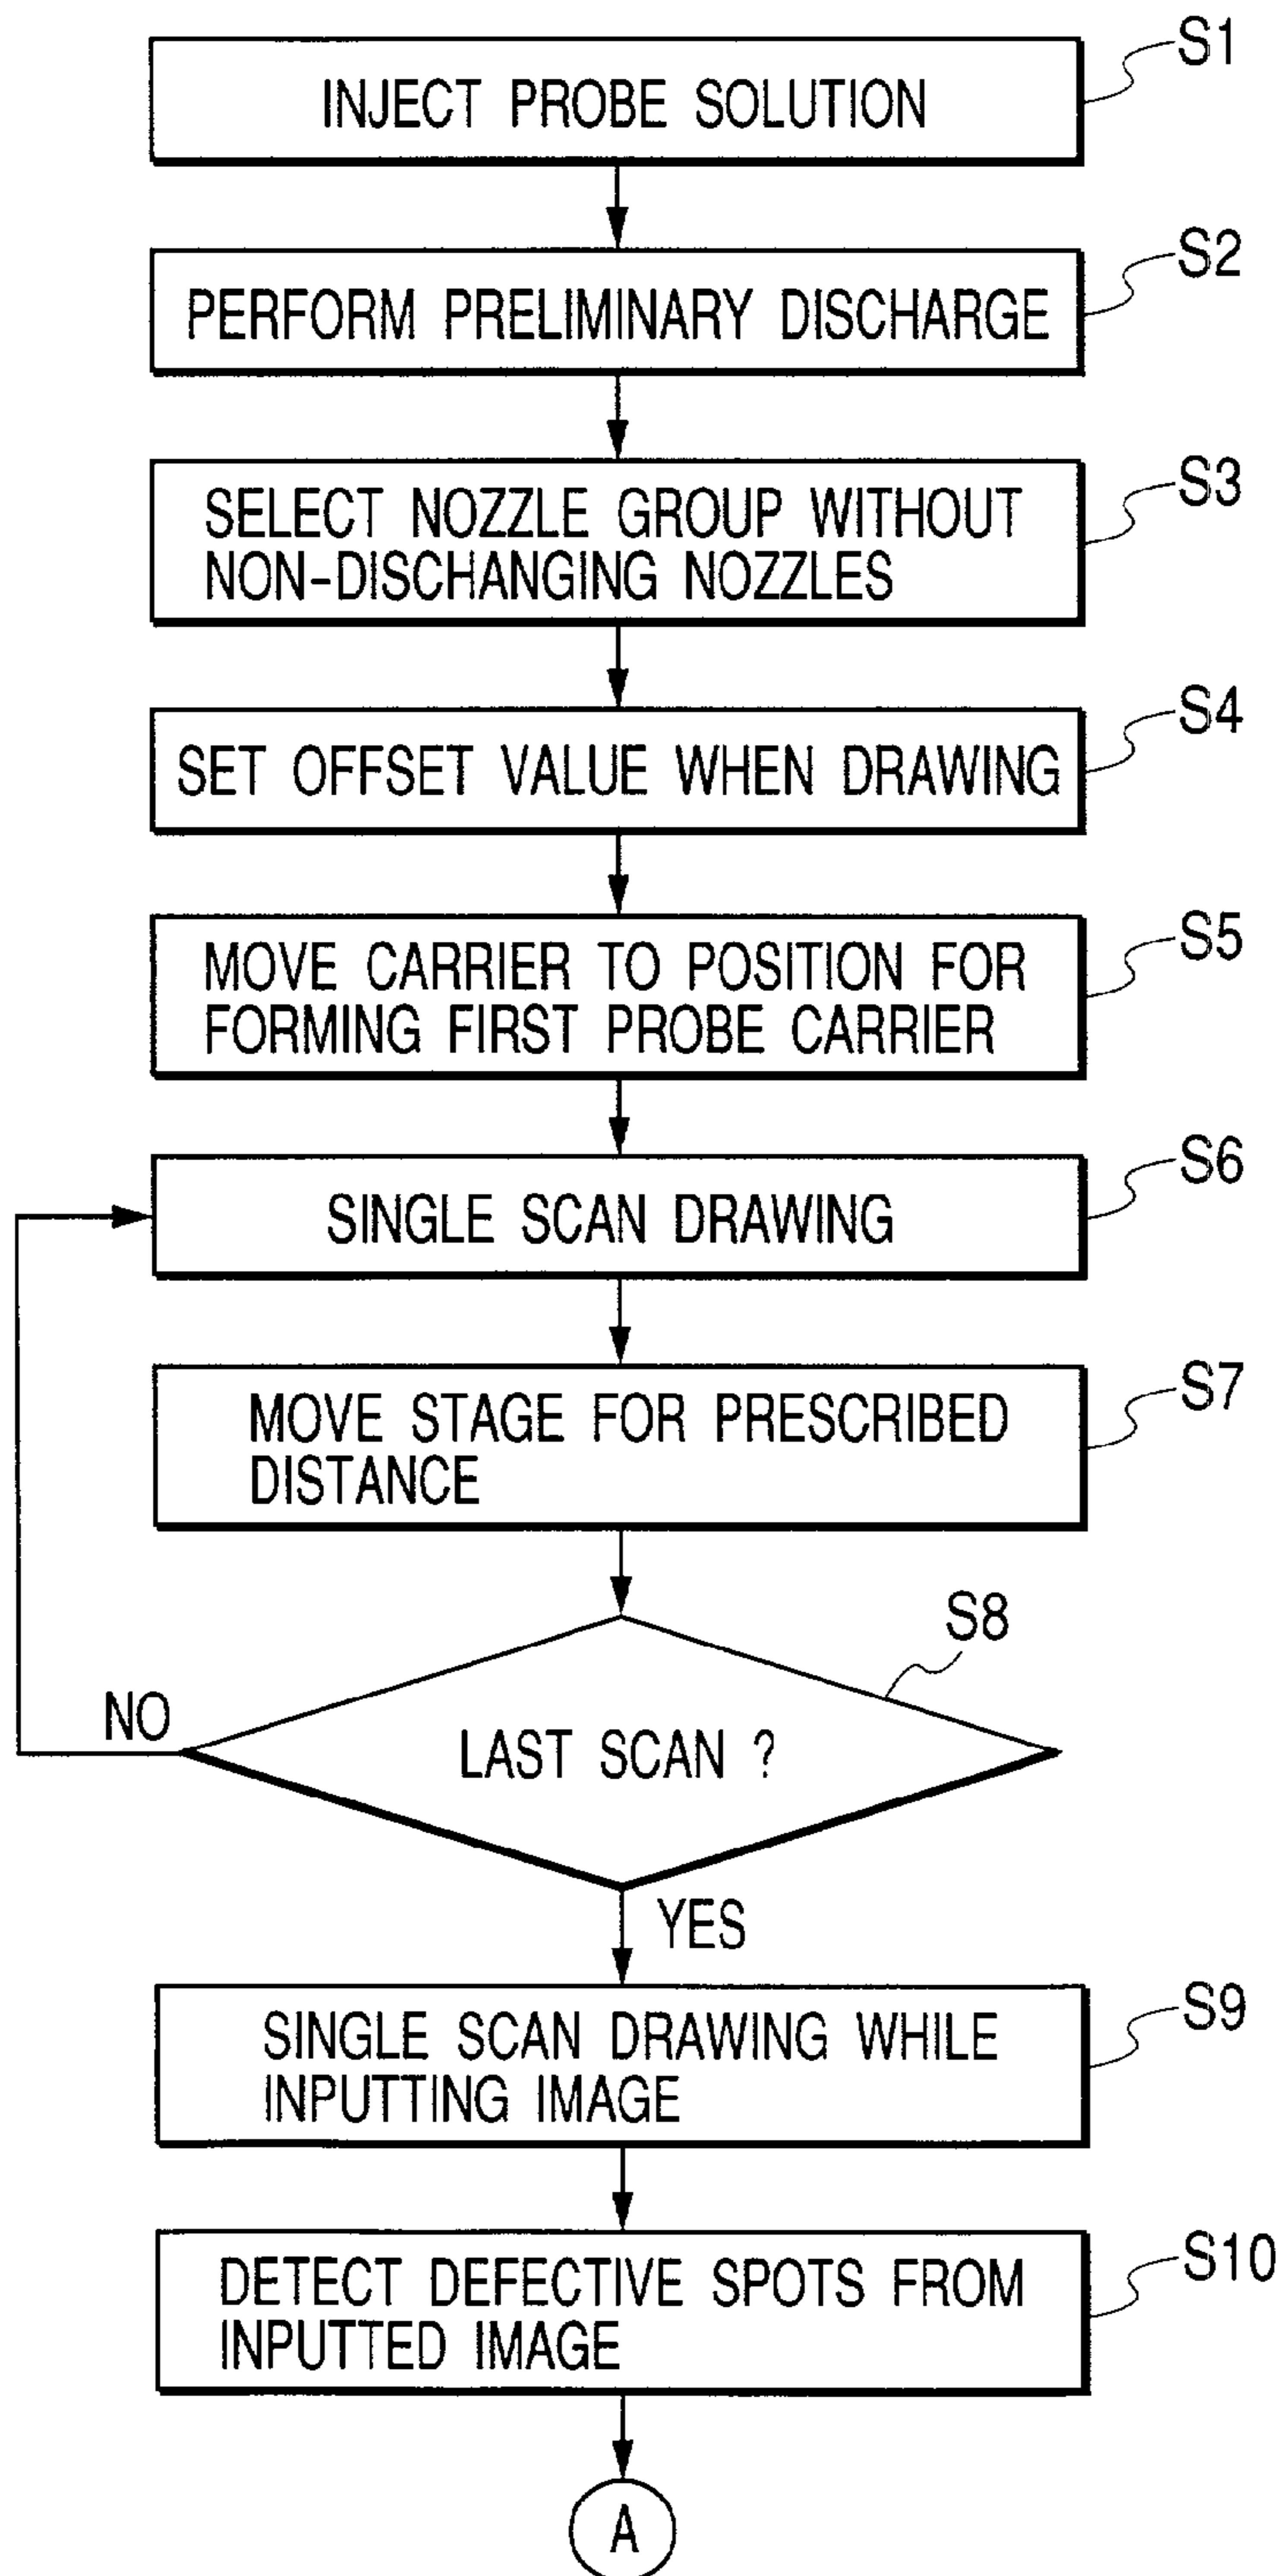 S1
INJECT PROBE SOLUTION
S2
PERFORM PRELIMINARY DISCHARGE
S3
SELECT NOZZLE GROUP WITHOUT
NON-DISCHANGING NOZZLES
S4
SET OFFSET VALUE WHEN DRAWING
S5
MOVE CARRIER TO POSITION FOR
FORMING FIRST PROBE CARRIER
S6
SINGLE SCAN DRAWING
S7
MOVE STAGE FOR PRESCRIBED
DISTANCE
S8
NO
LAST SCAN ?
YES
S9
SINGLE SCAN DRAWING WHILE
INPUTTING IMAGE
S10
DETECT DEFECTIVE SPOTS FROM
INPUTTED IMAGE
A